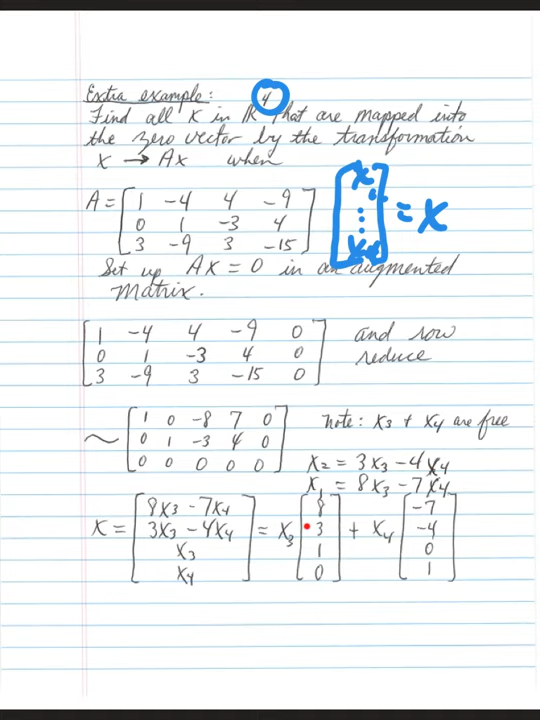 Extra example:
Find all x in ℝ⁴ that are mapped into
the zero vector by the transformation
x → Ax when
A = [1 -4 4 -9
0 1 -3 4
3 -9 3 -15]
[x₁
⋮
x₄] = x
Set up Ax = 0 in an augmented
Matrix.
[1 -4 4 -9 0
0 1 -3 4 0
3 -9 3 -15 0]
and row
reduce
~ [1 0 -8 7 0
0 1 -3 4 0
0 0 0 0 0]
note: x₃ + x₄ are free
x₂ = 3x₃ - 4x₄
x₁ = 8x₃ - 7x₄
x = [8x₃ - 7x₄
3x₃ - 4x₄
x₃
x₄]
= x₃ [8
3
1
0]
+ x₄ [-7
-4
0
1]